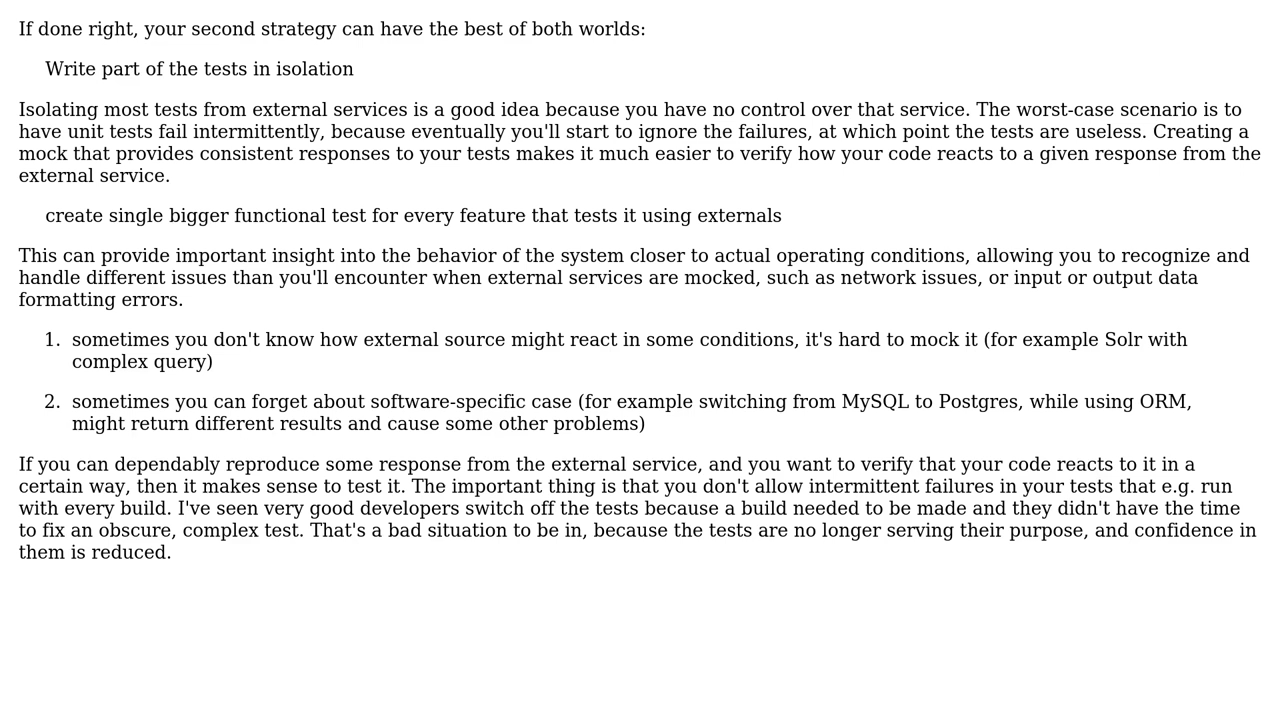 If done right, your second strategy can have the best of both worlds:
Write part of the tests in isolation
Isolating most tests from external services is a good idea because you have no control over that service. The worst-case scenario is to
have unit tests fail intermittently, because eventually you'll start to ignore the failures, at which point the tests are useless. Creating a
mock that provides consistent responses to your tests makes it much easier to verify how your code reacts to a given response from the
external service.
create single bigger functional test for every feature that tests it using externals
This can provide important insight into the behavior of the system closer to actual operating conditions, allowing you to recognize and
handle different issues than you'll encounter when external services are mocked, such as network issues, or input or output data
formatting errors.
1. sometimes you don't know how external source might react in some conditions, it's hard to mock it (for example Solr with
complex query)
2. sometimes you can forget about software-specific case (for example switching from MySQL to Postgres, while using ORM,
might return different results and cause some other problems)
If you can dependably reproduce some response from the external service, and you want to verify that your code reacts to it in a
certain way, then it makes sense to test it. The important thing is that you don't allow intermittent failures in your tests that e.g. run
with every build. I've seen very good developers switch off the tests because a build needed to be made and they didn't have the time
to fix an obscure, complex test. That's a bad situation to be in, because the tests are no longer serving their purpose, and confidence in
them is reduced.